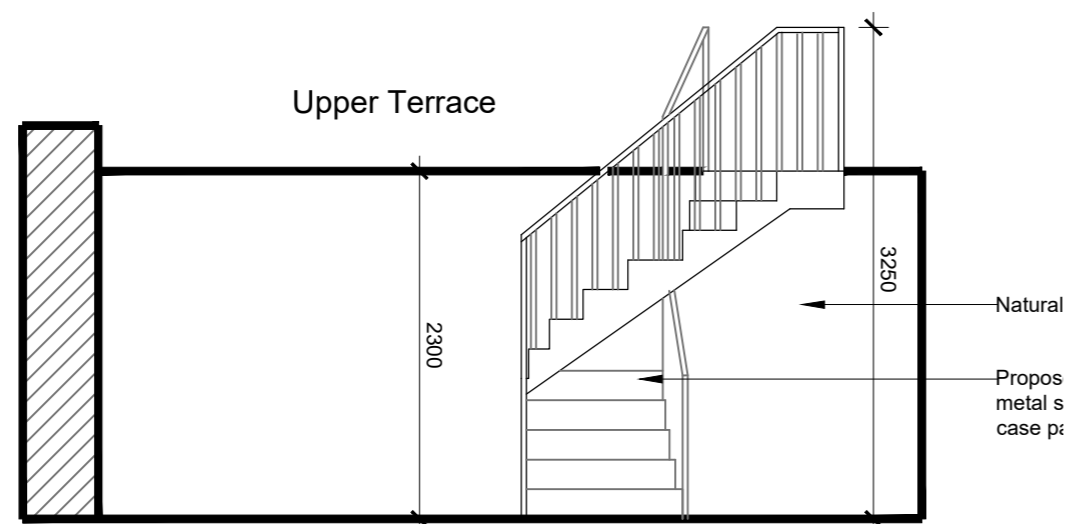 Upper Terrace
2300
3250
Natural
Propos
metal s
case pa